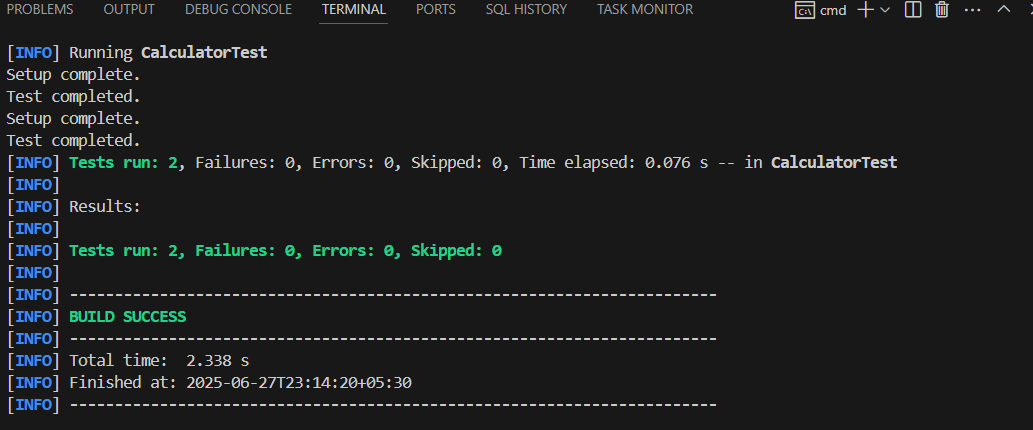 PROBLEMS OUTPUT DEBUG CONSOLE TERMINAL PORTS SQL HISTORY TASK MONITOR cmd
[INFO] Running CalculatorTest
Setup complete.
Test completed.
Setup complete.
Test completed.
[INFO] Tests run: 2, Failures: 0, Errors: 0, Skipped: 0, Time elapsed: 0.076 s -- in CalculatorTest
[INFO]
[INFO] Results:
[INFO]
[INFO] Tests run: 2, Failures: 0, Errors: 0, Skipped: 0
[INFO]
[INFO] ------------------------------------------------------------------------
[INFO] BUILD SUCCESS
[INFO] ------------------------------------------------------------------------
[INFO] Total time:  2.338 s
[INFO] Finished at: 2025-06-27T23:14:20+05:30
[INFO] ------------------------------------------------------------------------